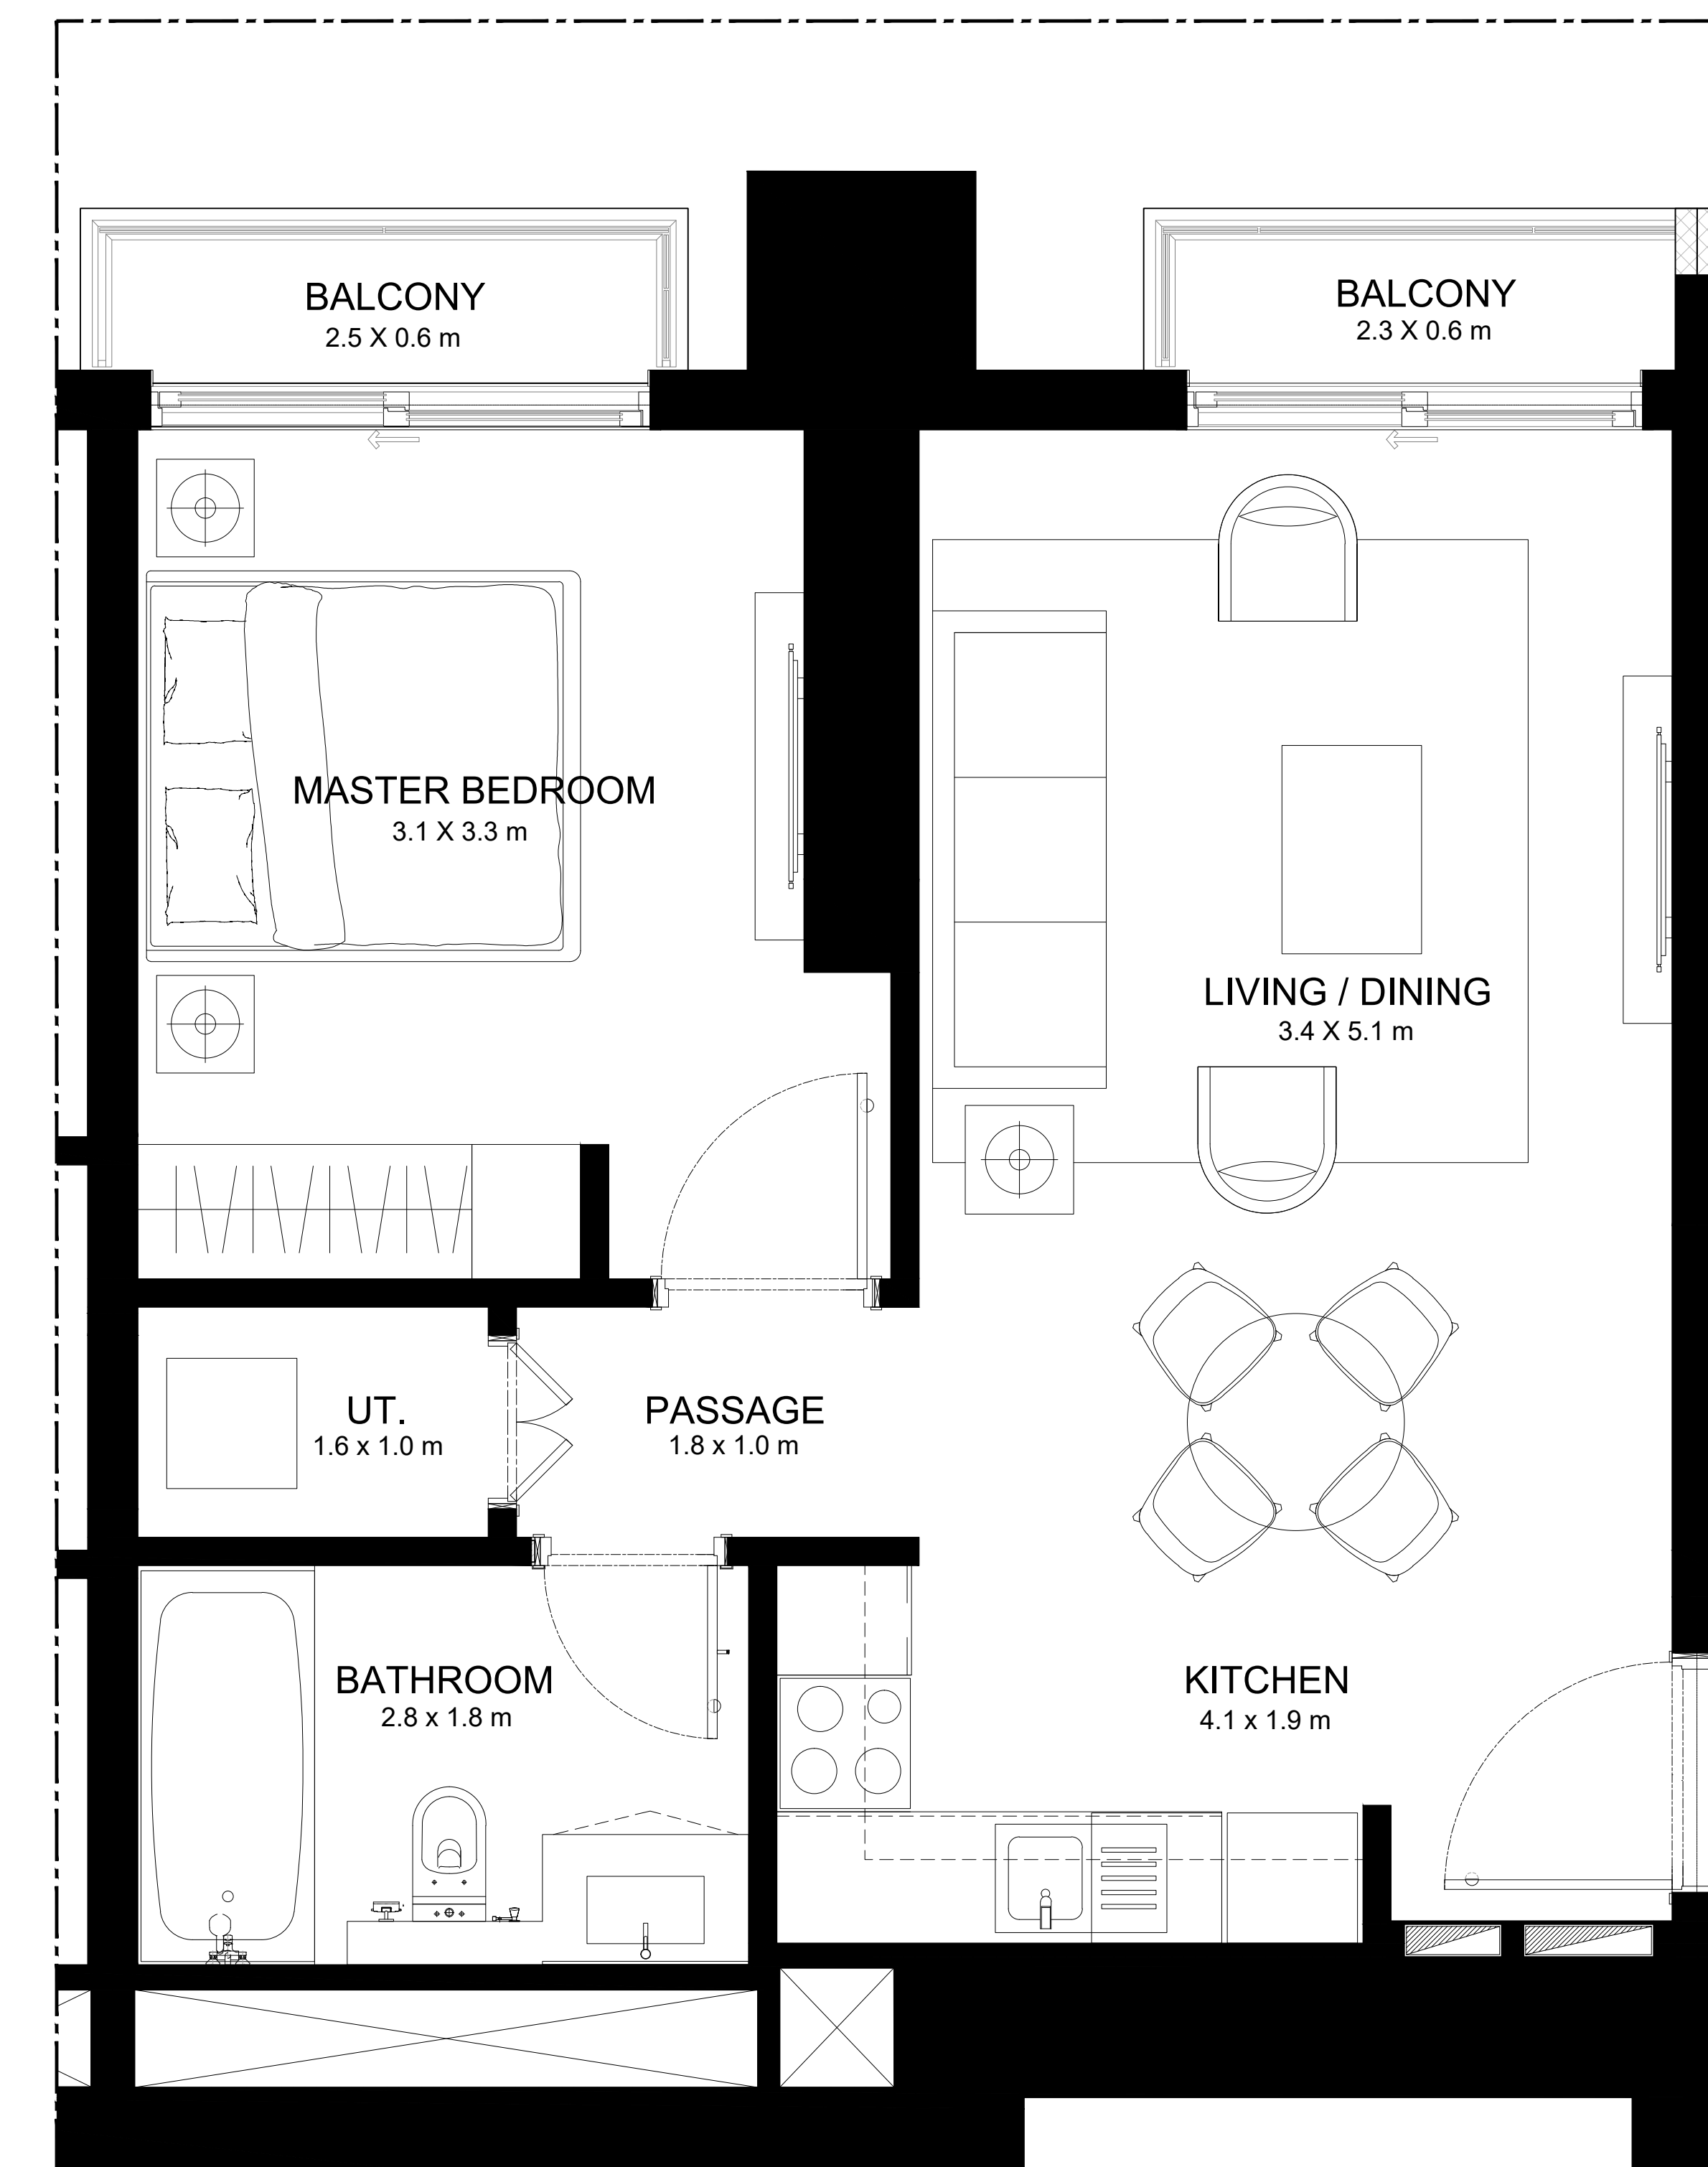 BALCONY
2.5 X 0.6 m
BALCONY
2.3 X 0.6 m
MASTER BEDROOM
3.1 X 3.3 m
LIVING / DINING
3.4 X 5.1 m
UT.
1.6 x 1.0 m
PASSAGE
1.8 x 1.0 m
BATHROOM
2.8 x 1.8 m
KITCHEN
4.1 x 1.9 m